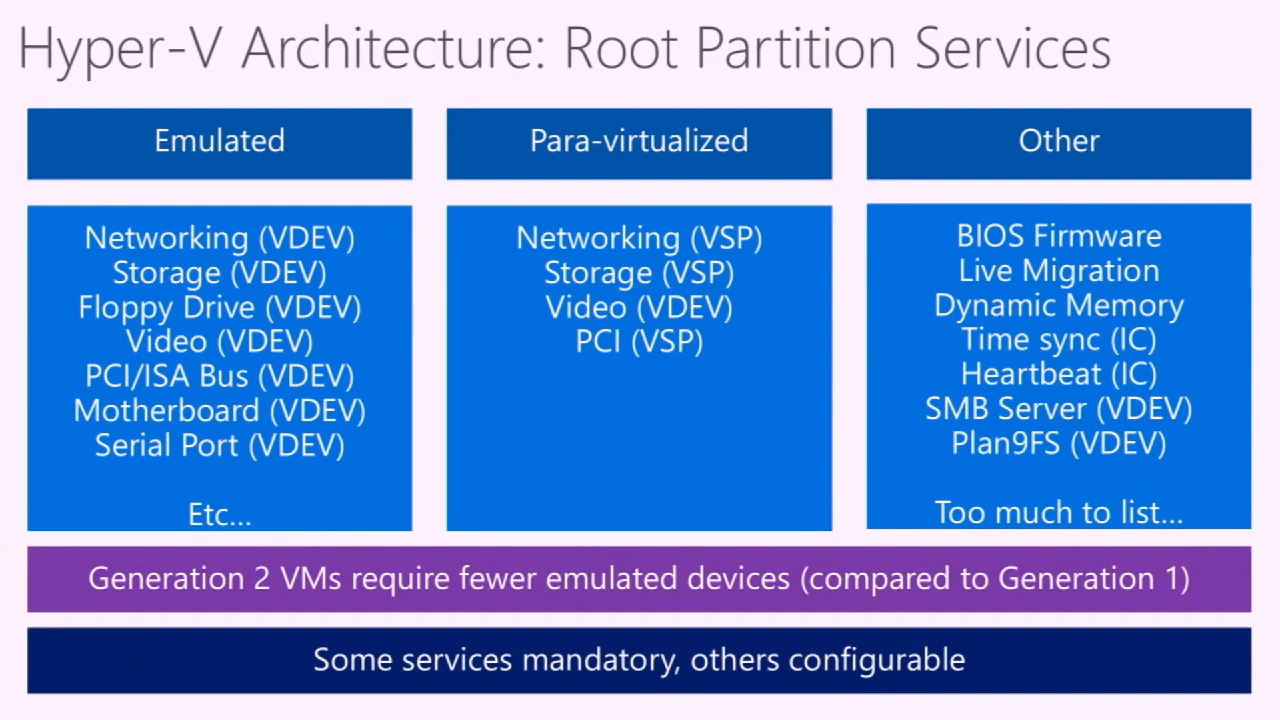 Hyper-V Architecture: Root Partition Services
Emulated
Networking (VDEV)
Storage (VDEV)
Floppy Drive (VDEV)
Video (VDEV)
PCI/ISA Bus (VDEV)
Motherboard (VDEV)
Serial Port (VDEV)
Etc...
Para-virtualized
Networking (VSP)
Storage (VSP)
Video (VDEV)
PCI (VSP)
Other
BIOS Firmware
Live Migration
Dynamic Memory
Time sync (IC)
Heartbeat (IC)
SMB Server (VDEV)
Plan9FS (VDEV)
Too much to list...
Generation 2 VMs require fewer emulated devices (compared to Generation 1)
Some services mandatory, others configurable